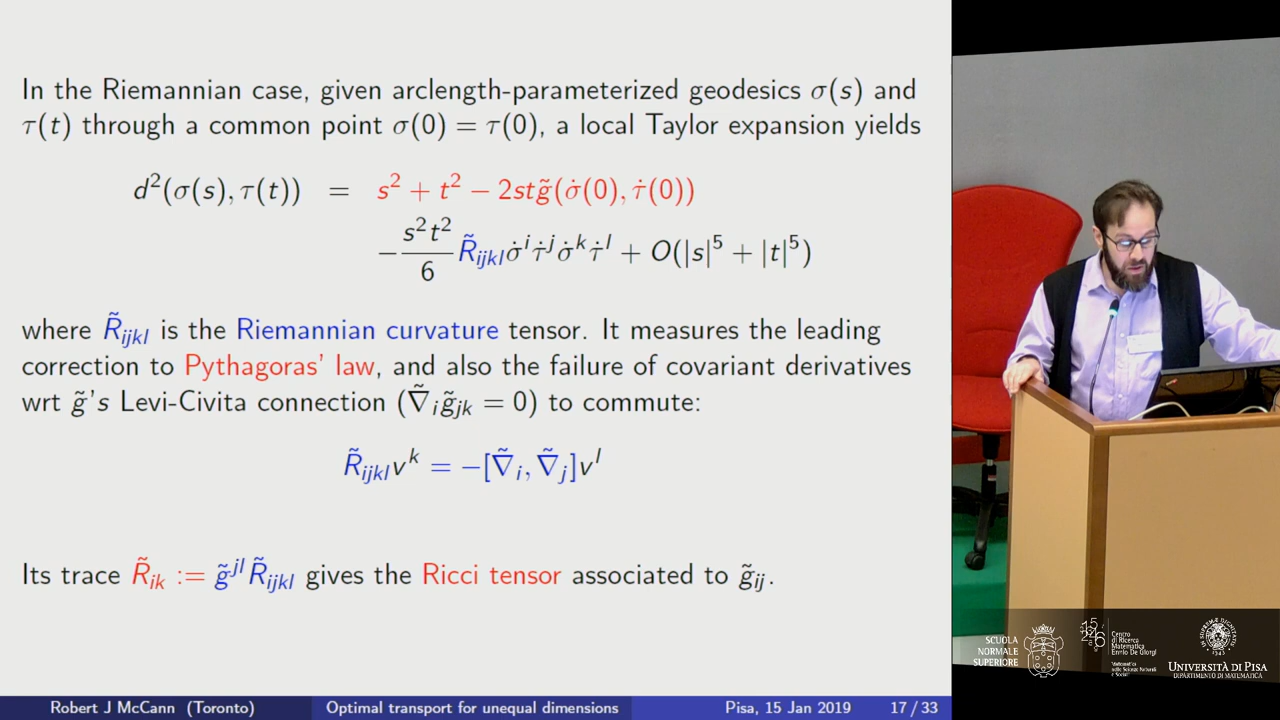 In the Riemannian case, given arclength-parameterized geodesics σ(s) and
τ(t) through a common point σ(0) = τ(0), a local Taylor expansion yields
d²(σ(s), τ(t)) = s² + t² − 2stg̃(σ̇(0), τ̇(0))
−s²t²/6 R̃ᵢⱼₖₗσ̇ⁱτ̇ʲσ̇ᵏτ̇ˡ + O(|s|⁵ + |t|⁵)
where R̃ᵢⱼₖₗ is the Riemannian curvature tensor. It measures the leading
correction to Pythagoras' law, and also the failure of covariant derivatives
wrt g̃'s Levi-Civita connection (∇̃ᵢg̃ⱼₖ = 0) to commute:
R̃ᵢⱼₖₗvᵏ = −[∇̃ᵢ, ∇̃ⱼ]vˡ
Its trace R̃ᵢₖ := g̃ʲˡR̃ᵢⱼₖₗ gives the Ricci tensor associated to g̃ᵢⱼ.
SCUOLA
NORMALE
SUPERIORE
Centro
di Ricerca
Matematica
Ennio De Giorgi
UNIVERSITÀ DI PISA
DIPARTIMENTO DI MATEMATICA
Robert J McCann (Toronto) Optimal transport for unequal dimensions Pisa, 15 Jan 2019 17 / 33